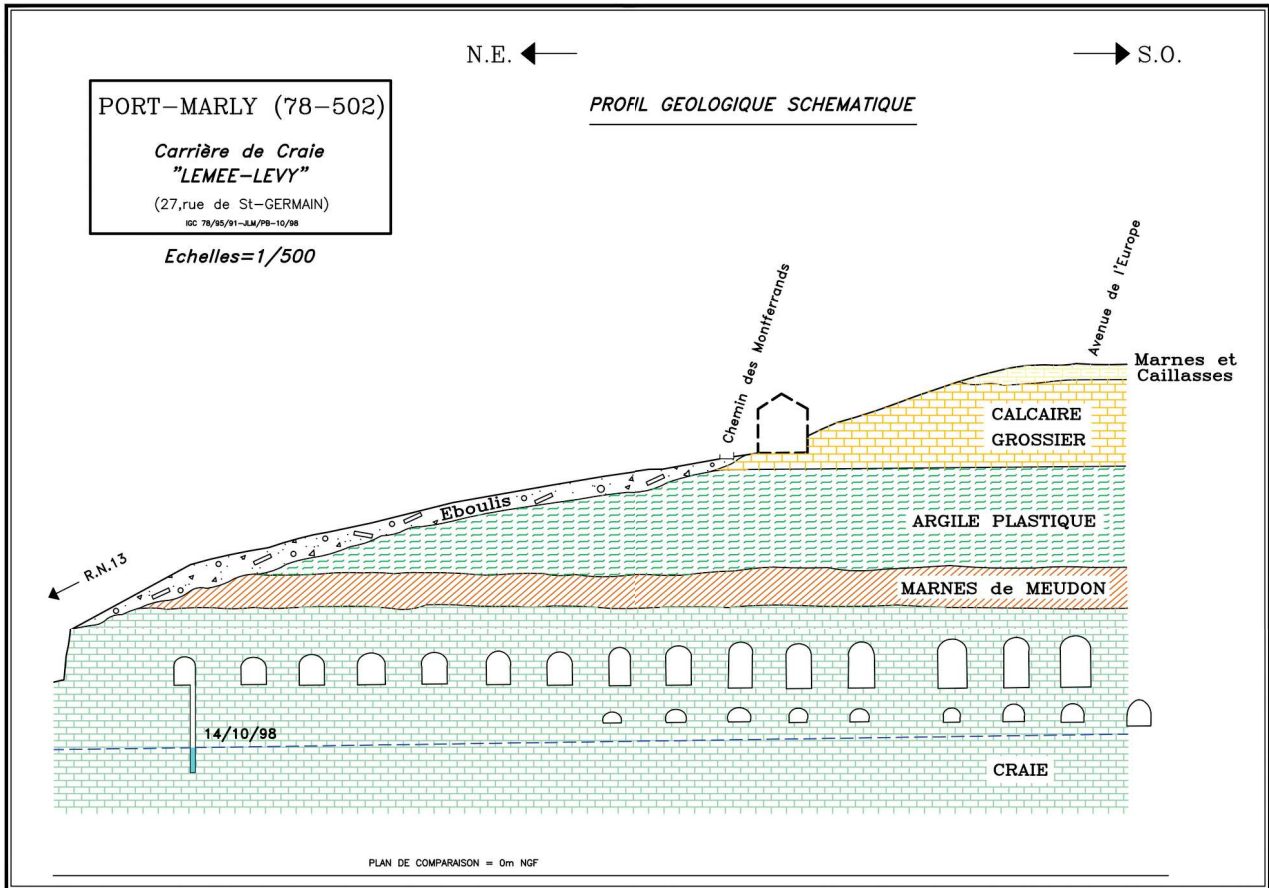 N.E.
S.O.
PORT-MARLY (78-502)
Carrière de Craie
"LEMEE-LEVY"
(27,rue de St-GERMAIN)
IGC 78/95/91-JLM/PB-10/98
Echelles=1/500
PROFIL GEOLOGIQUE SCHEMATIQUE
Chemin des Montferrands
Avenue de l'Europe
Marnes et
Caillasses
CALCAIRE
GROSSIER
Eboulis
ARGILE PLASTIQUE
R.N.13
MARNES de MEUDON
14/10/98
CRAIE
PLAN DE COMPARAISON = 0m NGF